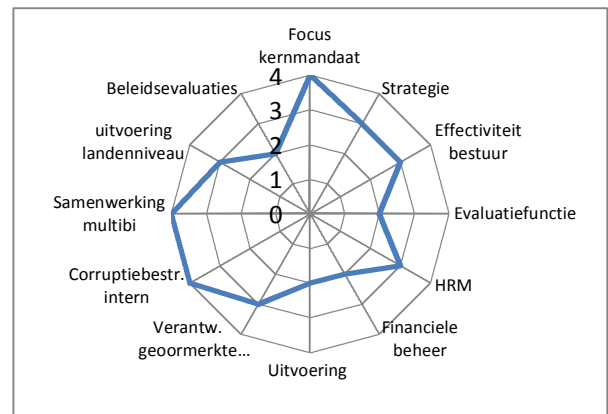 Focus
kernmandaat
Strategie
Effectiviteit
bestuur
Evaluatiefunctie
HRM
Financiele
beheer
Uitvoering
Verantw.
geoormerkte...
Corruptiebestr.
intern
Samenwerking
multibi
uitvoering
landenniveau
Beleidsevaluaties
4
3
2
1
0